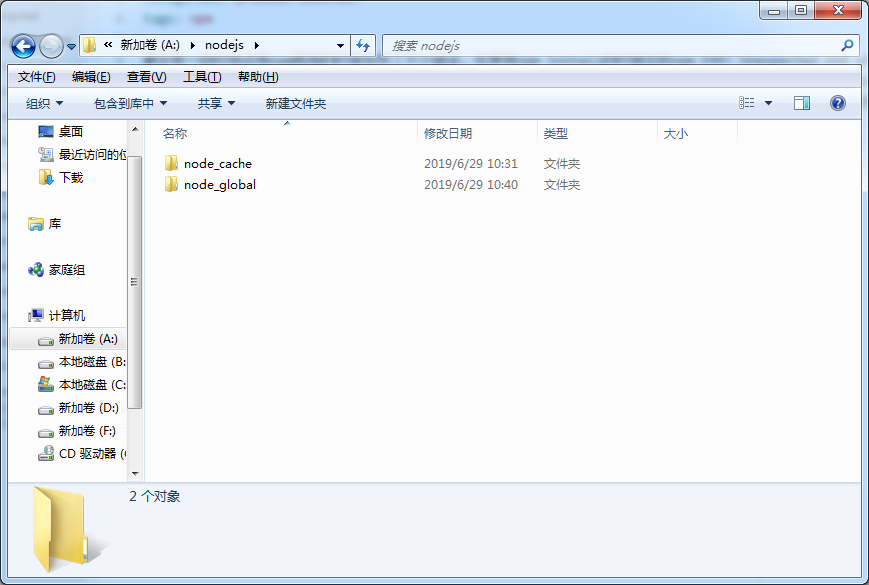 tags: npm
« 新加卷 (A:) ▸ nodejs ▸
搜索 nodejs
文件(F) 编辑(E) 查看(V) 工具(T) 帮助(H)
组织 包含到库中 共享 新建文件夹
名称 修改日期 类型 大小
node_cache 2019/6/29 10:31 文件夹
node_global 2019/6/29 10:40 文件夹
桌面
最近访问的位
下载
库
家庭组
计算机
新加卷 (A:)
本地磁盘 (B:
本地磁盘 (C:
新加卷 (D:)
新加卷 (F:)
CD 驱动器 (
2 个对象